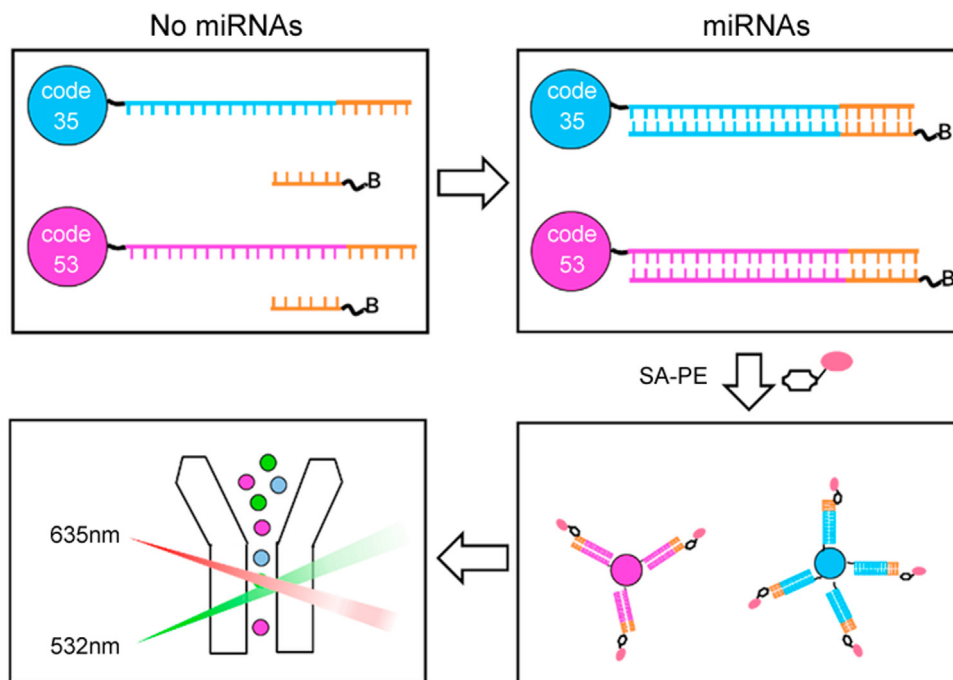 No miRNAs
miRNAs
code
35
B
code
53
B
code
35
B
code
53
B
SA-PE
635nm
532nm